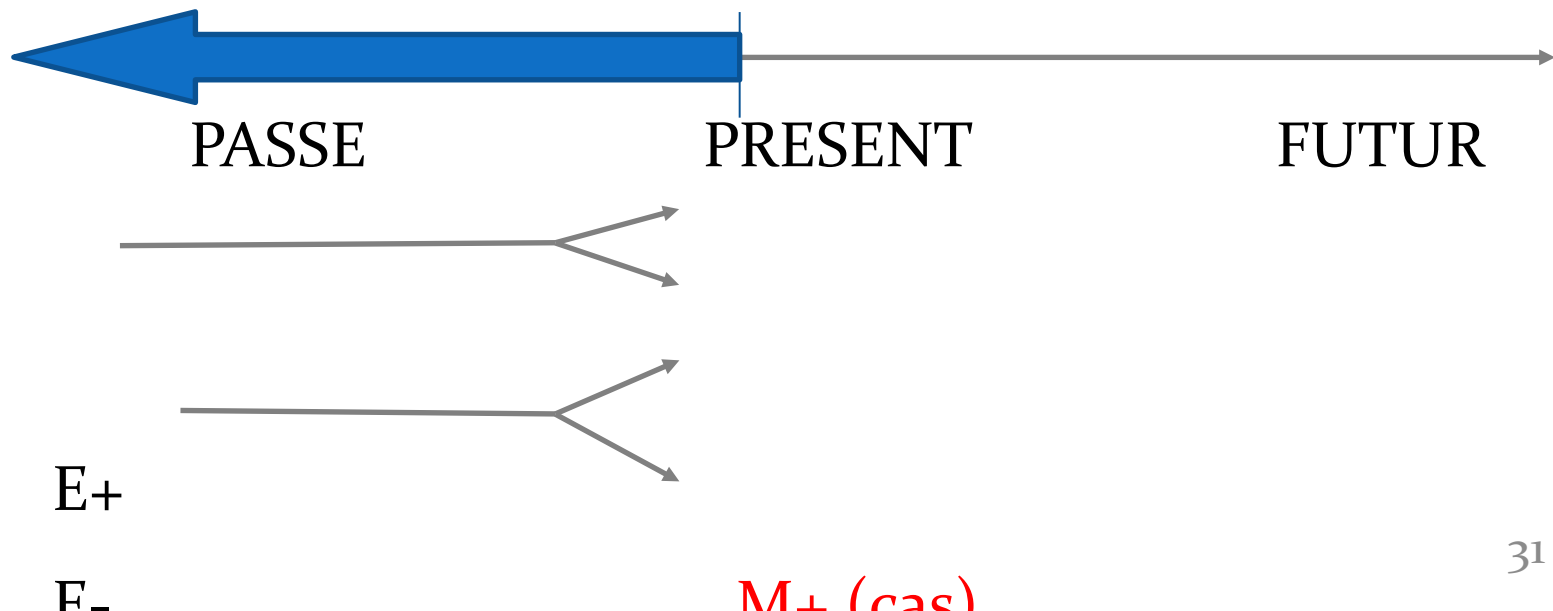 PASSE PRESENT FUTUR
E+
31
E- M+ (cas)